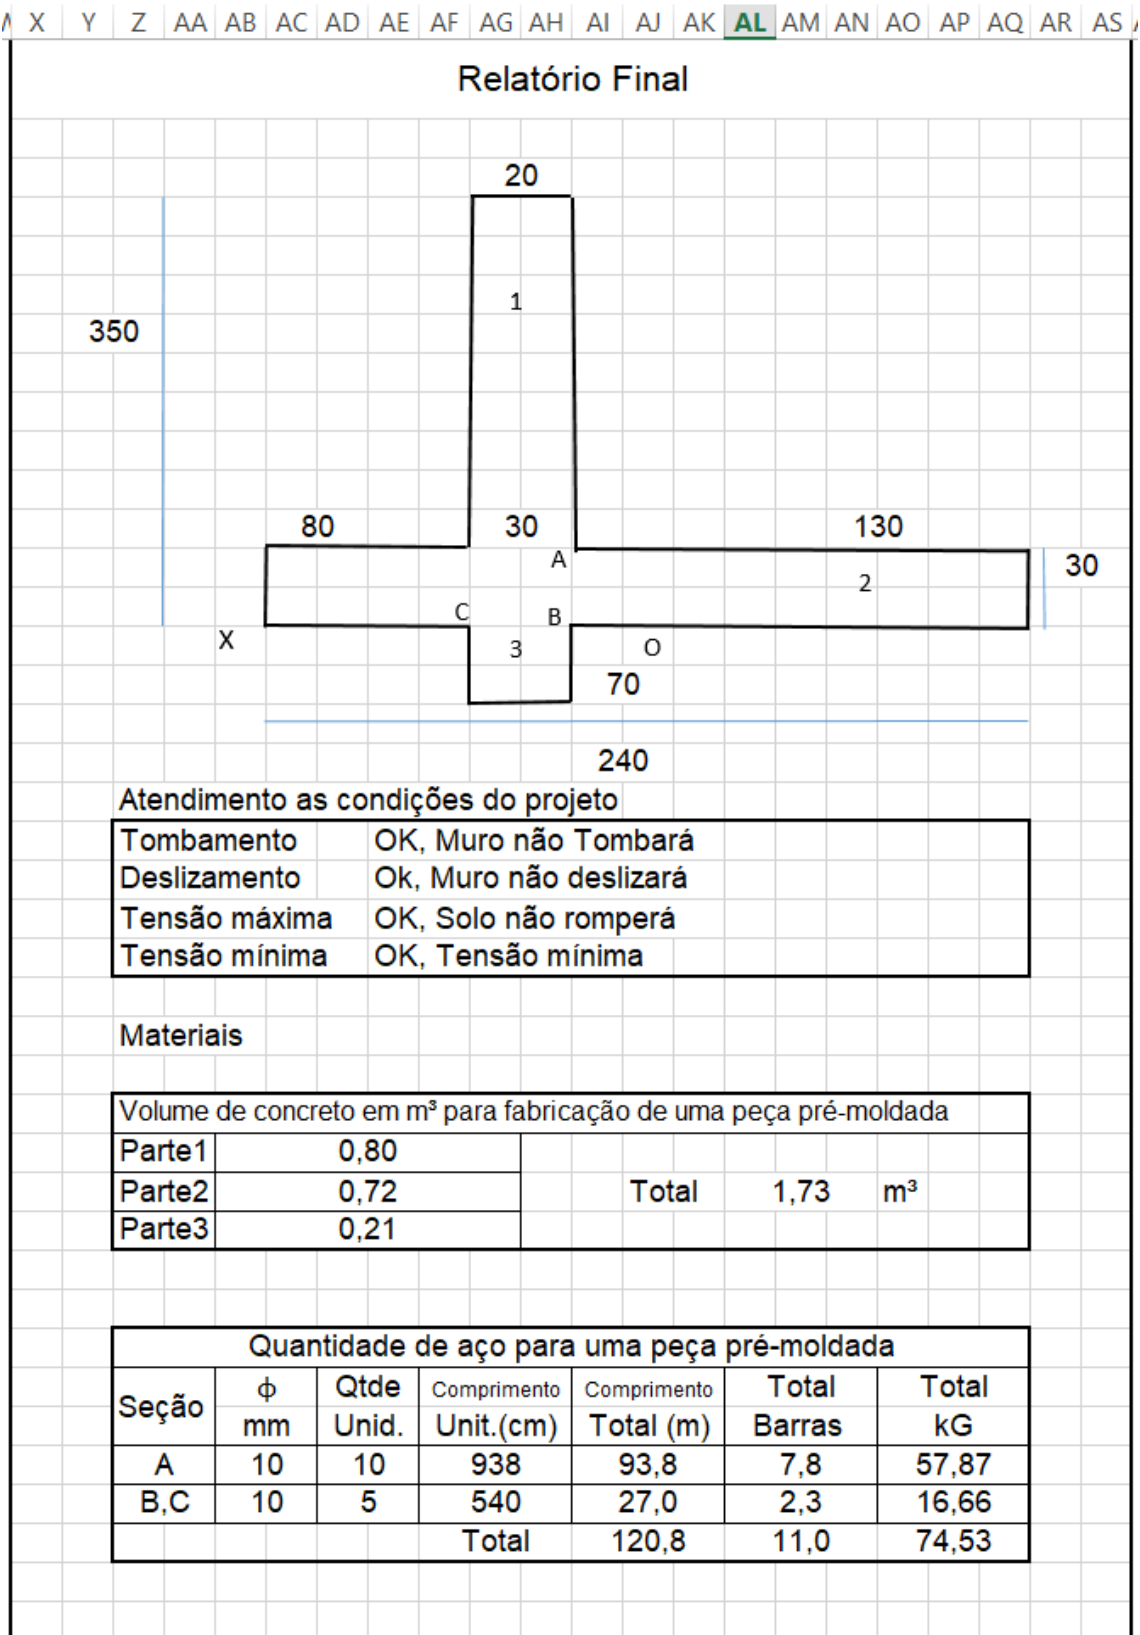 X Y Z AA AB AC AD AE AF AG AH AI AJ AK AL AM AN AO AP AQ AR AS
Relatório Final
20
1
350
80 30 130
A
30
2
C B
X
3 O
70
240
Atendimento as condições do projeto
Tombamento OK, Muro não Tombará
Deslizamento Ok, Muro não deslizará
Tensão máxima OK, Solo não romperá
Tensão mínima OK, Tensão mínima
Materiais
Volume de concreto em m³ para fabricação de uma peça pré-moldada
Parte1 0,80
Parte2 0,72 Total 1,73 m³
Parte3 0,21
Quantidade de aço para uma peça pré-moldada
Seção ϕ Qtde Comprimento Comprimento Total Total
mm Unid. Unit.(cm) Total (m) Barras kG
A 10 10 938 93,8 7,8 57,87
B,C 10 5 540 27,0 2,3 16,66
Total 120,8 11,0 74,53